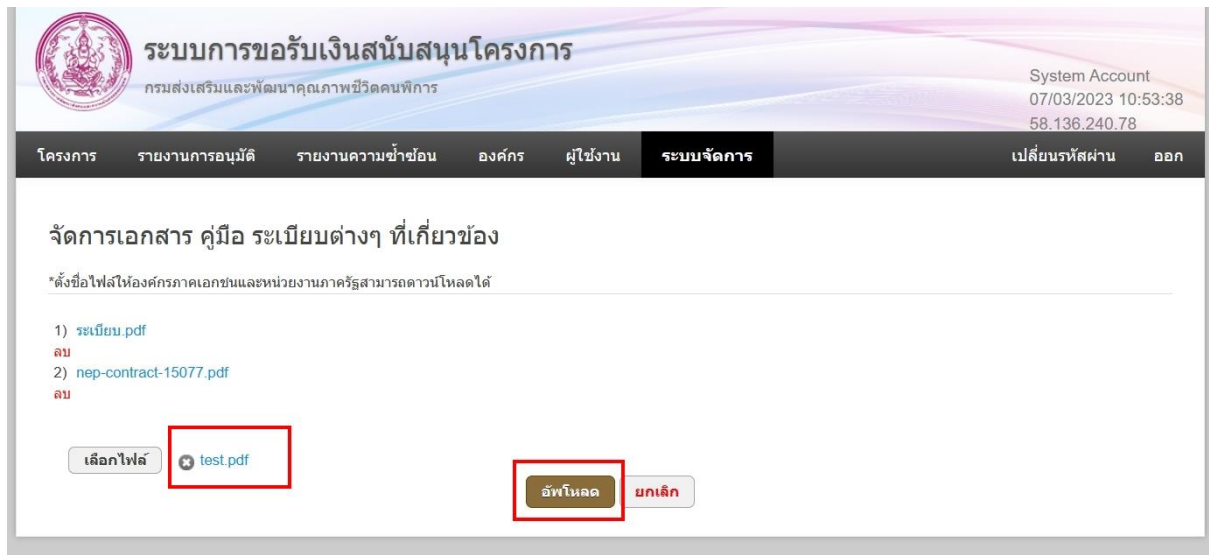 ระบบการขอรับเงินสนับสนุนโครงการ
กรมส่งเสริมและพัฒนาคุณภาพชีวิตคนพิการ
System Account
07/03/2023 10:53:38
58.136.240.78
โครงการ รายงานการอนุมัติ รายงานความซ้ำซ้อน องค์กร ผู้ใช้งาน ระบบจัดการ เปลี่ยนรหัสผ่าน ออก
จัดการเอกสาร คู่มือ ระเบียบต่างๆ ที่เกี่ยวข้อง
*ตั้งชื่อไฟล์ให้องค์กรภาคเอกชนและหน่วยงานภาครัฐสามารถดาวน์โหลดได้
1) ระเบียบ.pdf
ลบ
2) nep-contract-15077.pdf
ลบ
เลือกไฟล์ test.pdf
อัพโหลด ยกเลิก